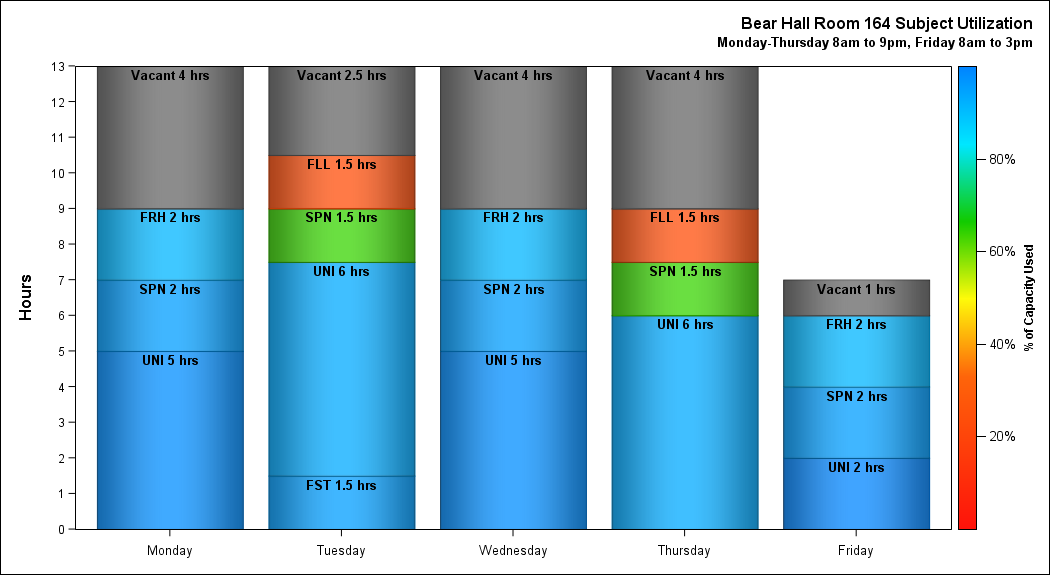 Bear Hall Room 164 Subject Utilization
Monday-Thursday 8am to 9pm, Friday 8am to 3pm
Hours
13
12
11
10
9
8
7
6
5
4
3
2
1
0
Vacant 4 hrs
FRH 2 hrs
SPN 2 hrs
UNI 5 hrs
Monday
Vacant 2.5 hrs
FLL 1.5 hrs
SPN 1.5 hrs
UNI 6 hrs
FST 1.5 hrs
Tuesday
Vacant 4 hrs
FRH 2 hrs
SPN 2 hrs
UNI 5 hrs
Wednesday
Vacant 4 hrs
FLL 1.5 hrs
SPN 1.5 hrs
UNI 6 hrs
Thursday
Vacant 1 hrs
FRH 2 hrs
SPN 2 hrs
UNI 2 hrs
Friday
80%
60%
40%
20%
% of Capacity Used